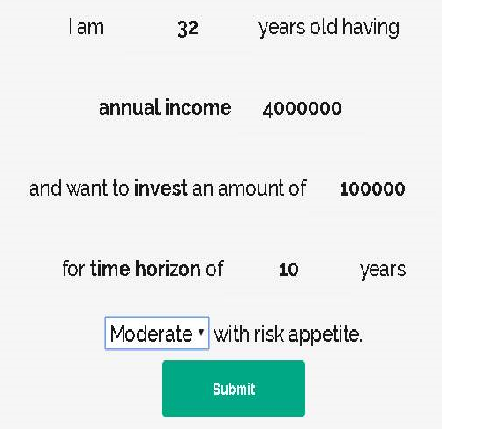 I am 32 years old having
annual income 4000000
and want to invest an amount of 100000
for time horizon of 10 years
Moderate with risk appetite.
Submit